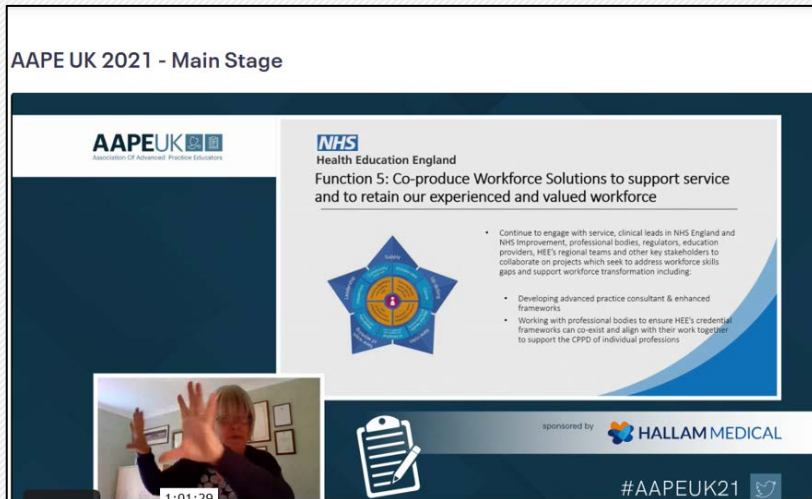 AAPE UK 2021 - Main Stage
AAPEUK
Association Of Advanced Practice Educators
NHS
Health Education England
Function 5: Co-produce Workforce Solutions to support service
and to retain our experienced and valued workforce
• Continue to engage with service, clinical leads in NHS England and
NHS Improvement, professional bodies, regulators, education
providers, HEE's regional teams and other key stakeholders to
collaborate on projects which seek to address workforce skills
gaps and support workforce transformation including:
• Developing advanced practice consultant & enhanced
frameworks
• Working with professional bodies to ensure HEE's credential
frameworks can co-exist and align with their work together
to support the CPPD of individual professions
Safety
Leadership
sponsored by HALLAM MEDICAL
1:01:29
#AAPEUK21